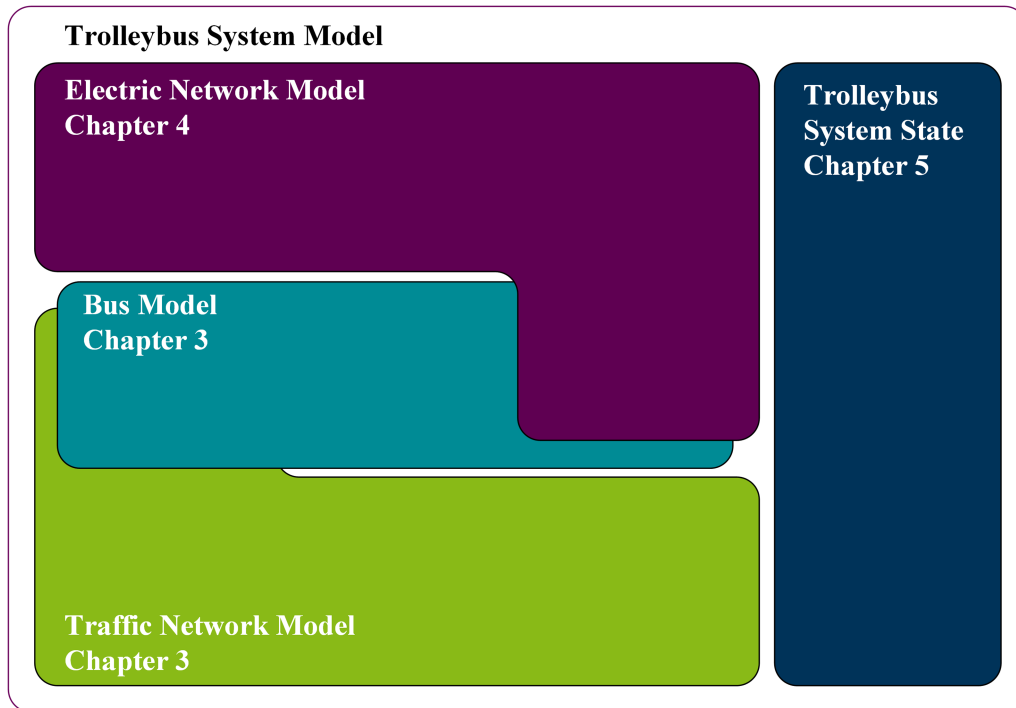 Trolleybus System Model
Electric Network Model
Chapter 4
Trolleybus
System State
Chapter 5
Bus Model
Chapter 3
Traffic Network Model
Chapter 3